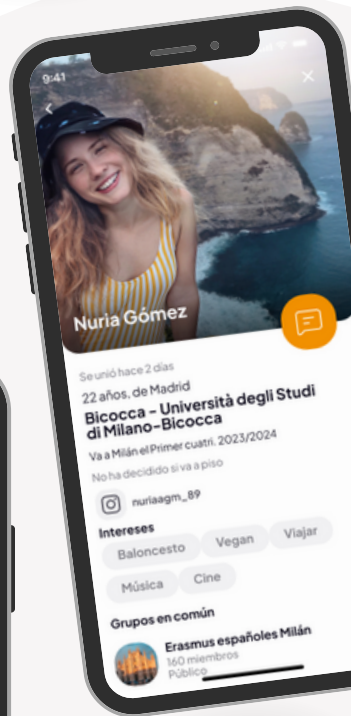 9:41
Nuria Gómez
Se unió hace 2 días
22 años, de Madrid
Bicocca - Università degli Studi
di Milano-Bicocca
Va a Milán el Primer cuatri. 2023/2024
No ha decidido si va a piso
nuriaagm_89
Intereses
Baloncesto
Vegan
Viajar
Música
Cine
Grupos en común
Erasmus españoles Milán
160 miembros
Público